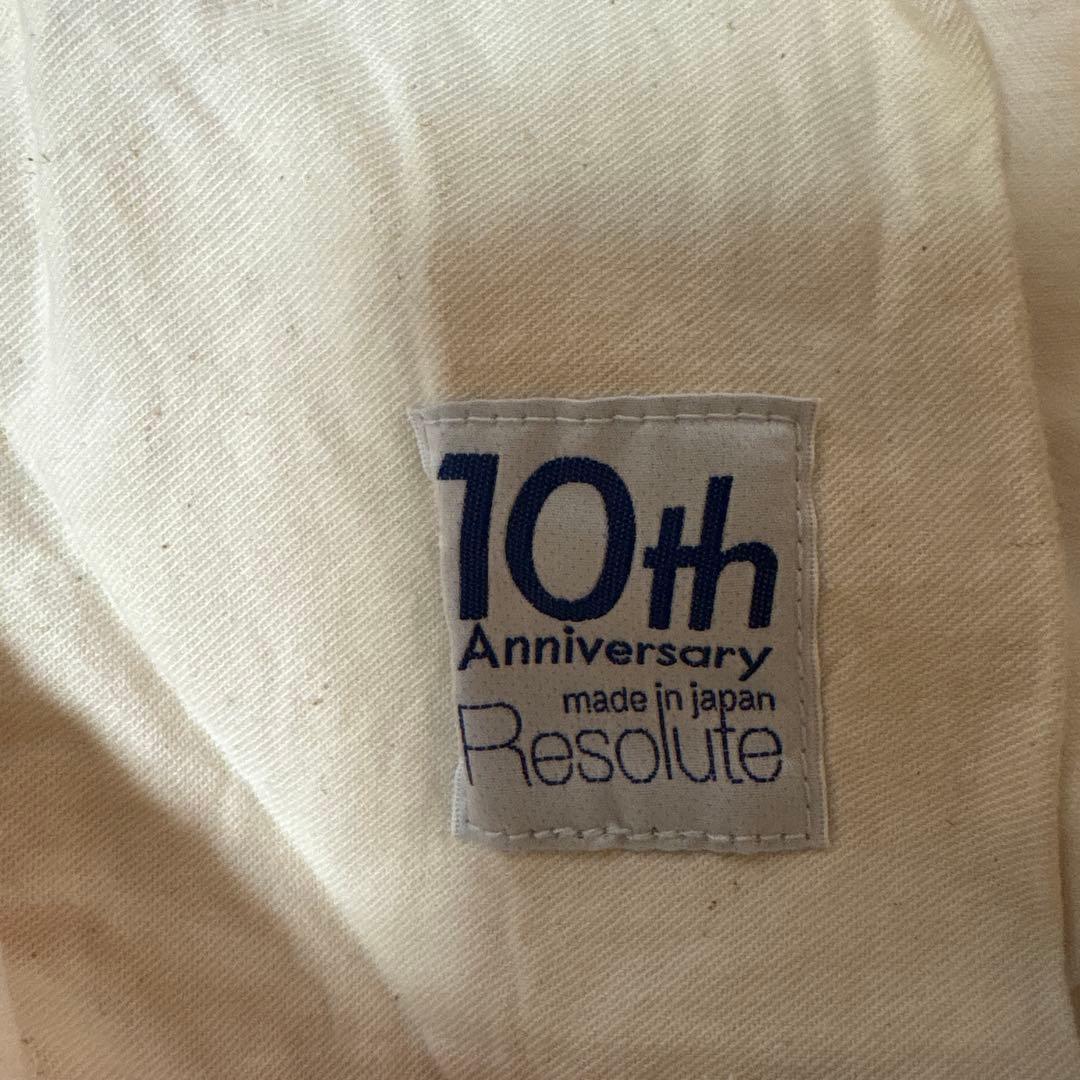 10th
Anniversary
made in japan
Resolute